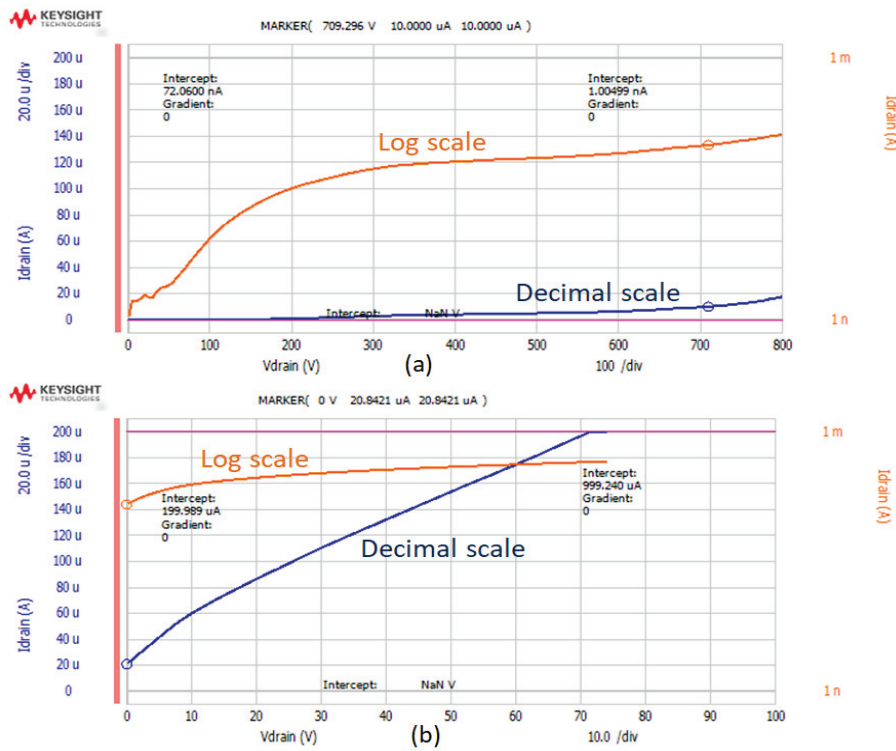 KEYSIGHT
TECHNOLOGIES
MARKER( 709.296 V 10.0000 uA 10.0000 uA )
20.0 u /div
Idrain (A)
200 u
180 u
160 u
140 u
120 u
100 u
80 u
60 u
40 u
20 u
0
Intercept:
72.0600 nA
Gradient:
0
Intercept:
1.00499 nA
Gradient:
0
Log scale
Decimal scale
Intercept: NaN V
1 m
Idrain (A)
1 n
0 100 200 300 400 500 600 700 800
Vdrain (V) (a) 100 /div
KEYSIGHT
TECHNOLOGIES
MARKER( 0 V 20.8421 uA 20.8421 uA )
20.0 u /div
Idrain (A)
200 u
180 u
160 u
140 u
120 u
100 u
80 u
60 u
40 u
20 u
0
Log scale
Intercept:
199.989 uA
Gradient:
0
Intercept:
999.240 uA
Gradient:
0
Decimal scale
Intercept: NaN V
1 m
Idrain (A)
1 n
0 10 20 30 40 50 60 70 80 90 100
Vdrain (V) (b) 10.0 /div